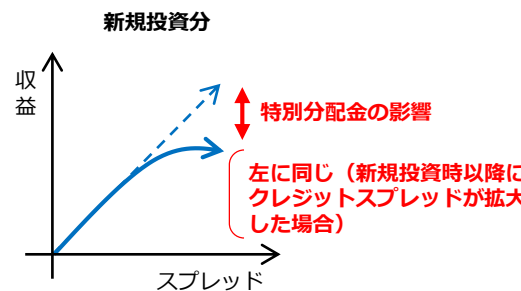 新規投資分
収
益
特別分配金の影響
左に同じ（新規投資時以降に
クレジットスプレッドが拡大
した場合）
スプレッド